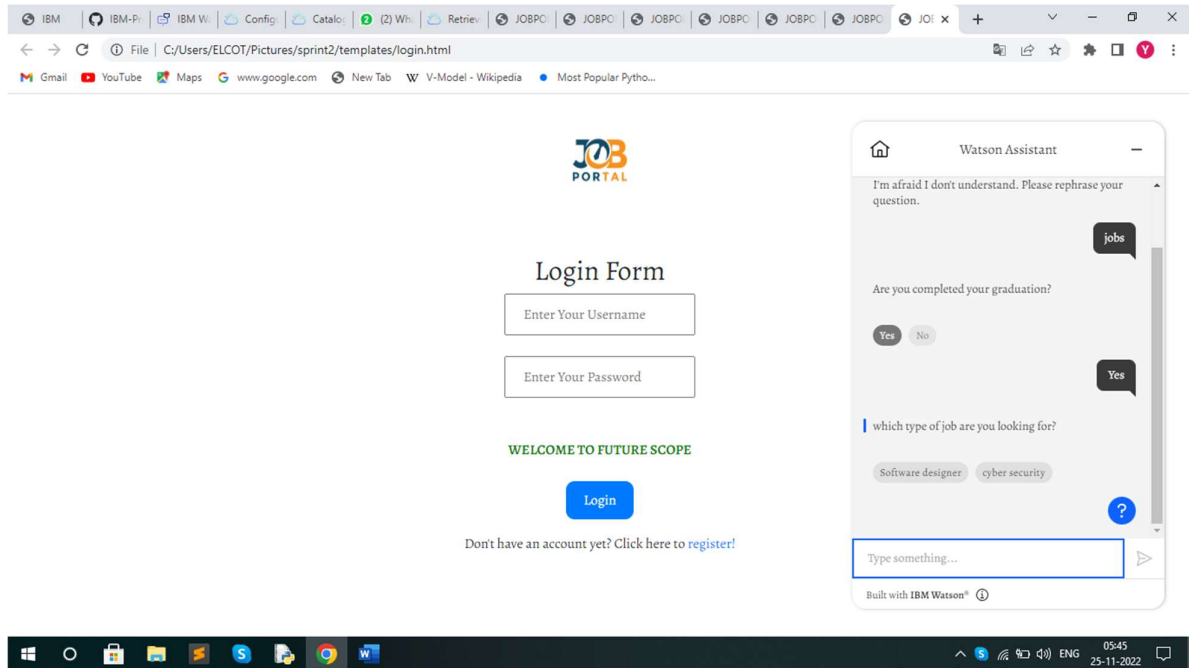 IBM
IBM-Pr
IBM W
Config
Catalog
(2) Wh
Retriev
JOBPO
JOBPO
JOBPO
JOBPO
JOBPO
JOBPO
JOB
File
C:/Users/ELCOT/Pictures/sprint2/templates/login.html
Y
Gmail
YouTube
Maps
www.google.com
New Tab
W V-Model - Wikipedia
Most Popular Pytho...
JOB
PORTAL
Login Form
Enter Your Username
Enter Your Password
WELCOME TO FUTURE SCOPE
Login
Don't have an account yet? Click here to register!
Watson Assistant
I'm afraid I don't understand. Please rephrase your
question.
jobs
Are you completed your graduation?
Yes No
Yes
which type of job are you looking for?
Software designer cyber security
?
Type something...
Built with IBM Watson®
ENG
05:45
25-11-2022